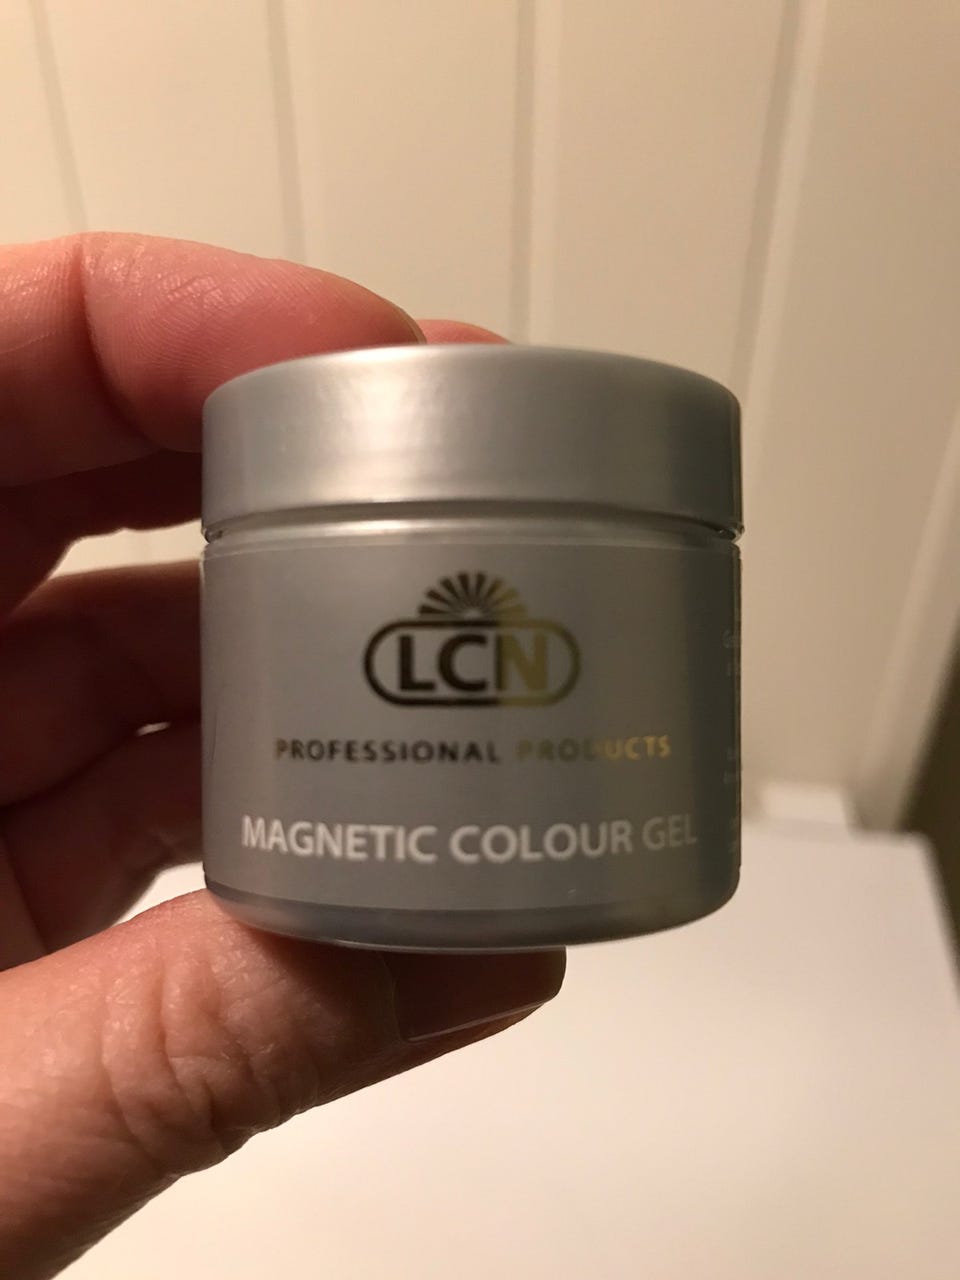 LCN
PROFESSIONAL PRODUCTS
MAGNETIC COLOUR GEL